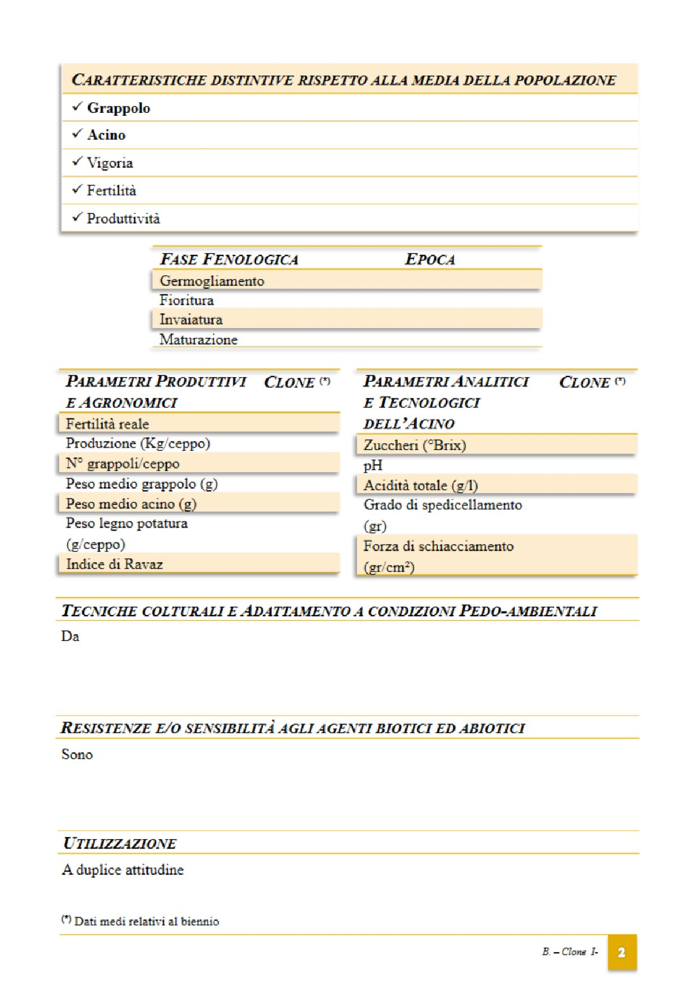 CARATTERISTICHE DISTINTIVE RISPETTO ALLA MEDIA DELLA POPOLAZIONE
✓ Grappolo
✓ Acino
✓ Vigoria
✓ Fertilità
✓ Produttività
FASE FENOLOGICA EPOCA
Germogliamento
Fioritura
Invaiatura
Maturazione
PARAMETRI PRODUTTIVI CLONE (*)
E AGRONOMICI
Fertilità reale
Produzione (Kg/ceppo)
N° grappoli/ceppo
Peso medio grappolo (g)
Peso medio acino (g)
Peso legno potatura
(g/ceppo)
Indice di Ravaz
PARAMETRI ANALITICI CLONE (*)
E TECNOLOGICI
DELL'ACINO
Zuccheri (°Brix)
pH
Acidità totale (g/l)
Grado di spedicellamento
(gr)
Forza di schiacciamento
(gr/cm²)
TECNICHE COLTURALI E ADATTAMENTO A CONDIZIONI PEDO-AMBIENTALI
Da
RESISTENZE E/O SENSIBILITÀ AGLI AGENTI BIOTICI ED ABIOTICI
Sono
UTILIZZAZIONE
A duplice attitudine
(*) Dati medi relativi al biennio
B. – Clone I- 2